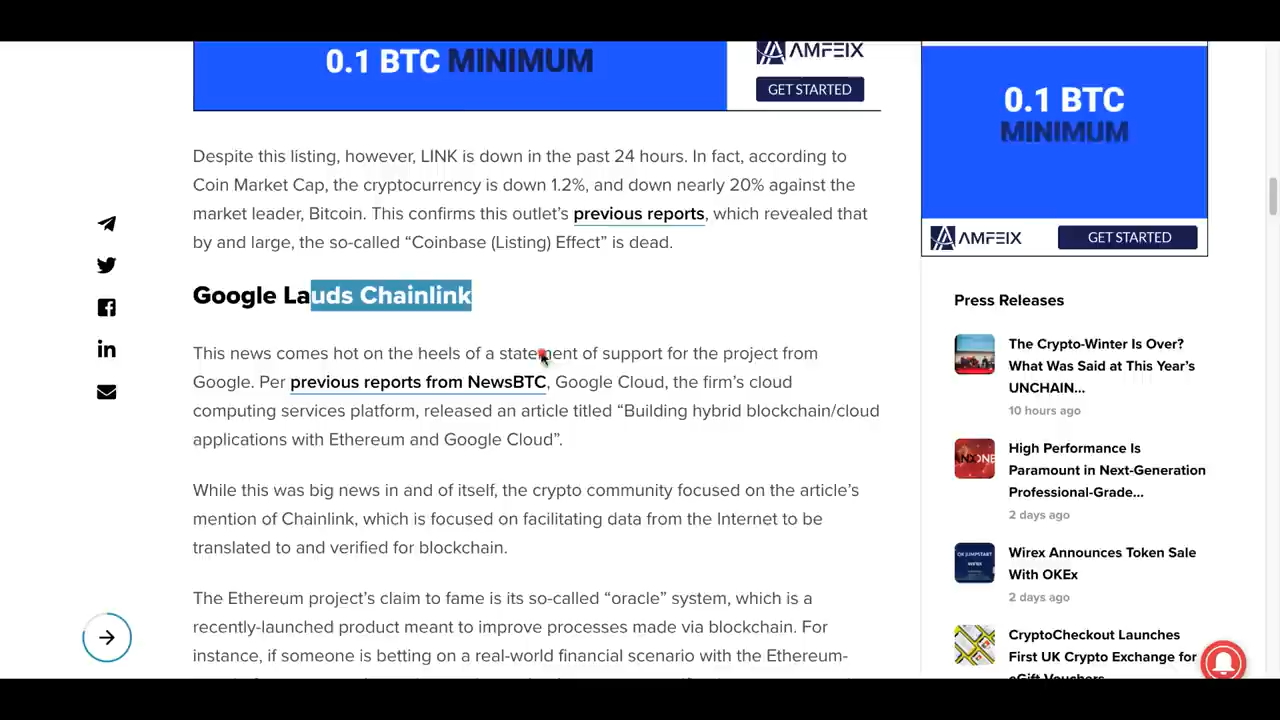 0.1 BTC MINIMUM
AMFEIX
GET STARTED
0.1 BTC
MINIMUM
AMFEIX
GET STARTED
Despite this listing, however, LINK is down in the past 24 hours. In fact, according to
Coin Market Cap, the cryptocurrency is down 1.2%, and down nearly 20% against the
market leader, Bitcoin. This confirms this outlet's previous reports, which revealed that
by and large, the so-called “Coinbase (Listing) Effect” is dead.
Google Lauds Chainlink
This news comes hot on the heels of a statement of support for the project from
Google. Per previous reports from NewsBTC, Google Cloud, the firm's cloud
computing services platform, released an article titled “Building hybrid blockchain/cloud
applications with Ethereum and Google Cloud”.
While this was big news in and of itself, the crypto community focused on the article's
mention of Chainlink, which is focused on facilitating data from the Internet to be
translated to and verified for blockchain.
The Ethereum project's claim to fame is its so-called “oracle” system, which is a
recently-launched product meant to improve processes made via blockchain. For
instance, if someone is betting on a real-world financial scenario with the Ethereum-
Press Releases
The Crypto-Winter Is Over?
What Was Said at This Year's
UNCHAIN...
10 hours ago
High Performance Is
Paramount in Next-Generation
Professional-Grade...
2 days ago
Wirex Announces Token Sale
With OKEx
2 days ago
CryptoCheckout Launches
First UK Crypto Exchange for
eGift Vouchers